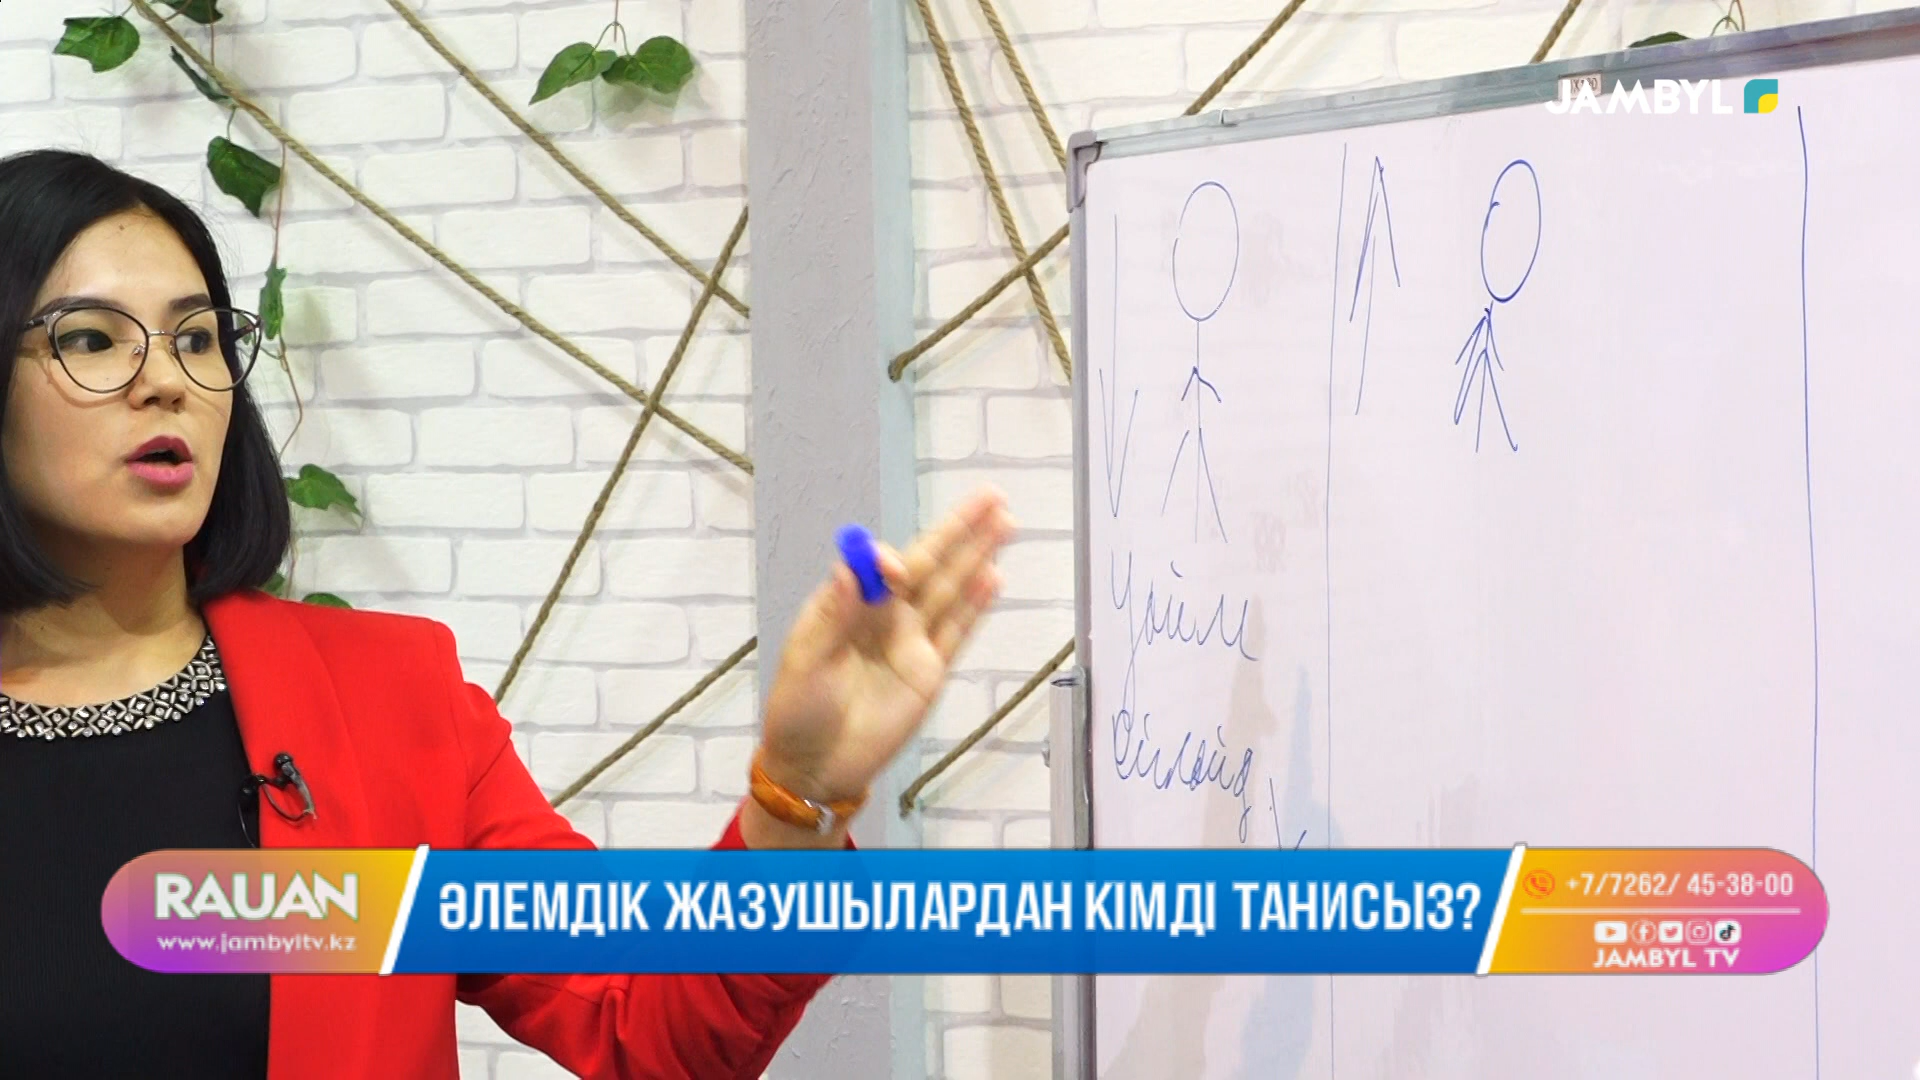 JAMBYL
RAUAN
www.jambyltv.kz
ӘЛЕМДІК ЖАЗУШЫЛАРДАН КІМДІ ТАНИСЫЗ?
+7/7262/ 45-38-00
JAMBYL TV